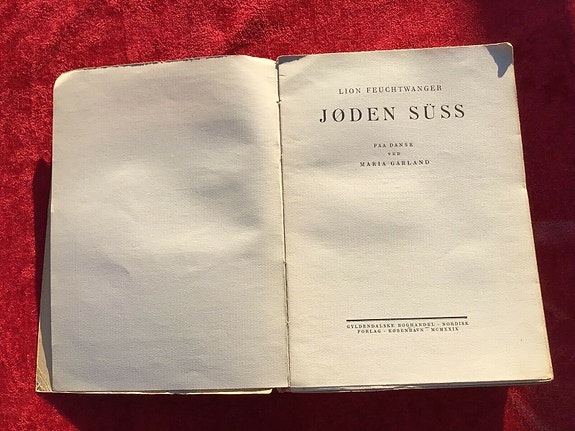 LION FEUCHTWANGER
JØDEN SÜSS
PAA DANSK
VED
MARIA GARLAND
GYLDENDALSKE BOGHANDEL - NORDISK
FORLAG - KØBENHAVN - MCMXXIX